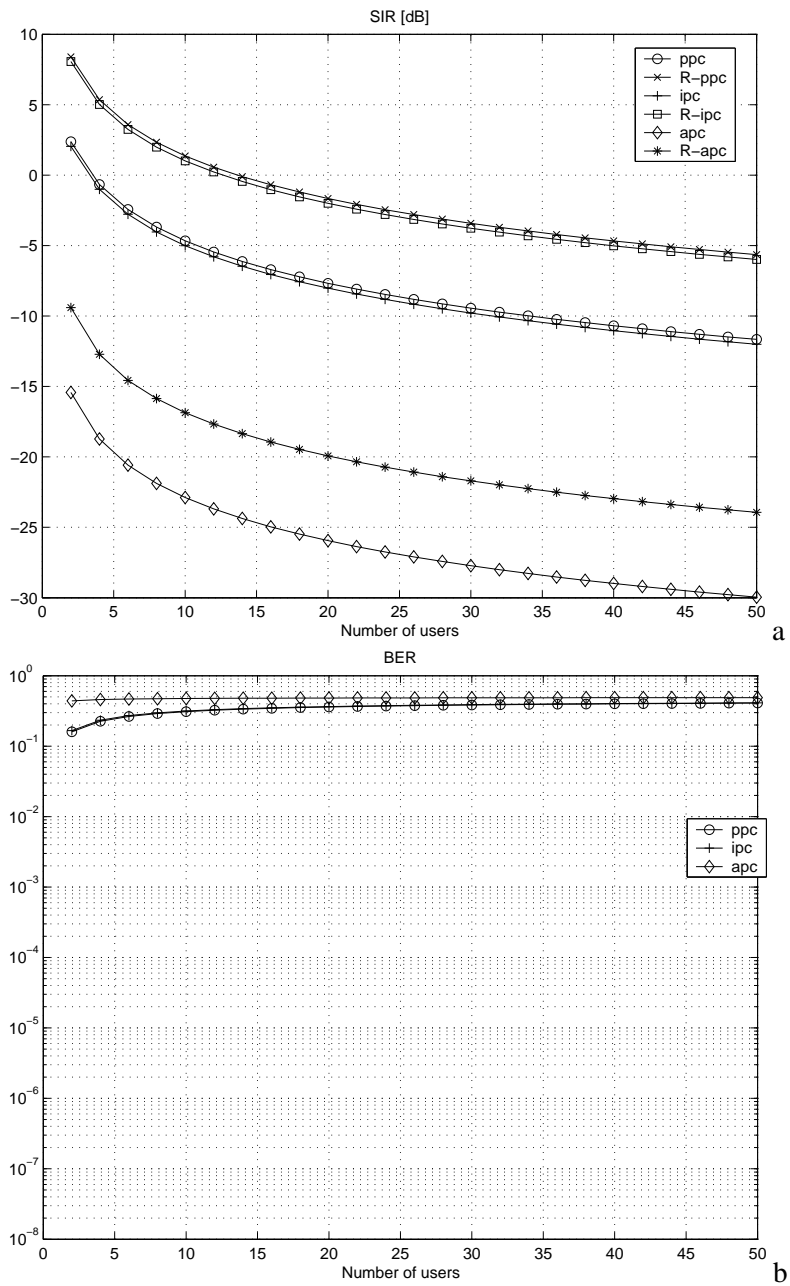 SIR [dB]
10
5
0
−5
−10
−15
−20
−25
−30
ppc
R−ppc
ipc
R−ipc
apc
R−apc
0 5 10 15 20 25 30 35 40 45 50
Number of users
a
BER
10^0
10^−1
10^−2
10^−3
10^−4
10^−5
10^−6
10^−7
10^−8
ppc
ipc
apc
0 5 10 15 20 25 30 35 40 45 50
Number of users
b